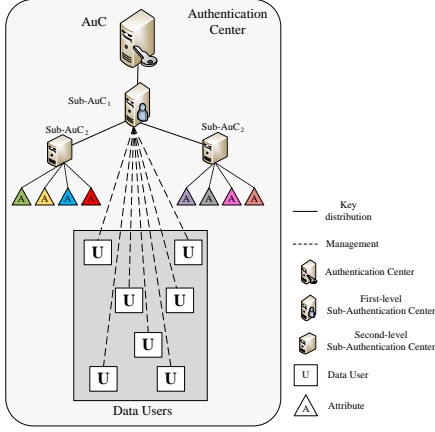 AuC
Authentication
Center
Sub-AuC1
Sub-AuC2
Sub-AuC2
A A A A
A A A A
U U
U U
U
U U
Data Users
Key
distribution
Management
Authentication Center
First-level
Sub-Authentication Center
Second-level
Sub-Authentication Center
U
Data User
A
Attribute